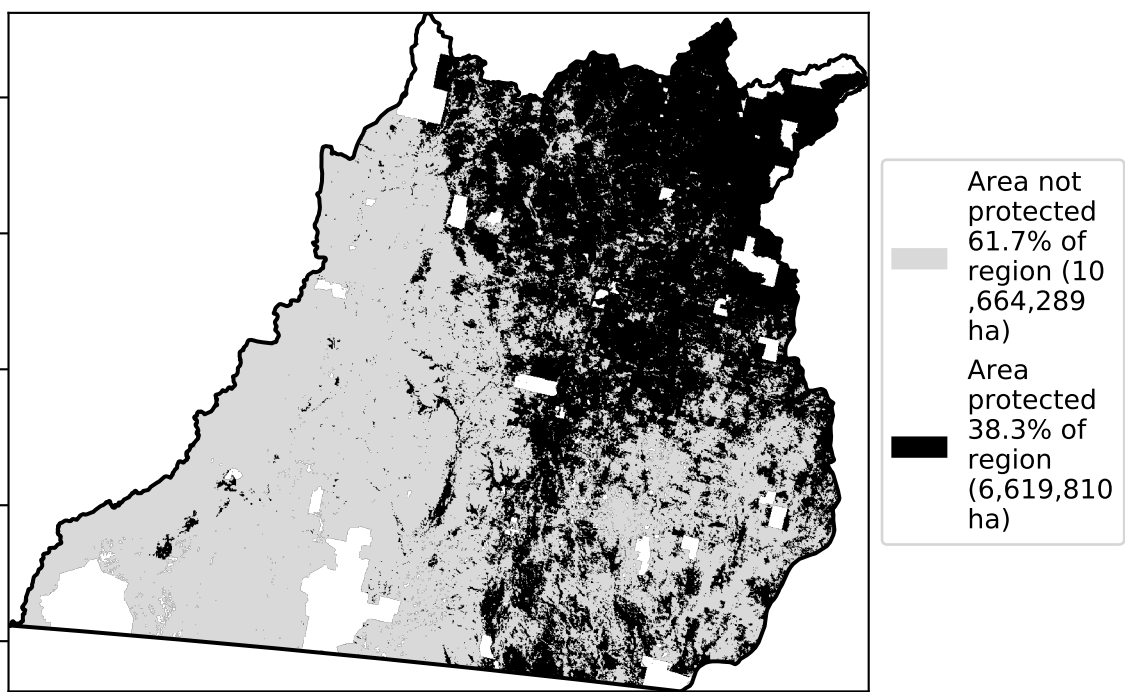 Area not
protected
61.7% of
region (10
,664,289
ha)
Area
protected
38.3% of
region
(6,619,810
ha)